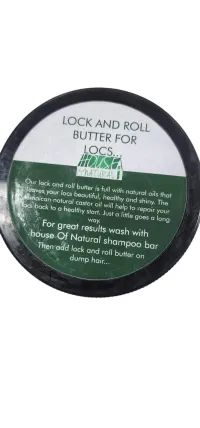 LOCK AND ROLL
BUTTER FOR
LOCS...
HOUSE
NATURAL
Our lock and roll butter is full with natural oils that
leaves your locs beautiful, healthy and shiny. The
Jamaican natural castor oil will help to repair your
locs back to a healthy start. Just a little goes a long
way.
For great results wash with
house Of Natural shampoo bar
Then add lock and roll butter on
dump hair...